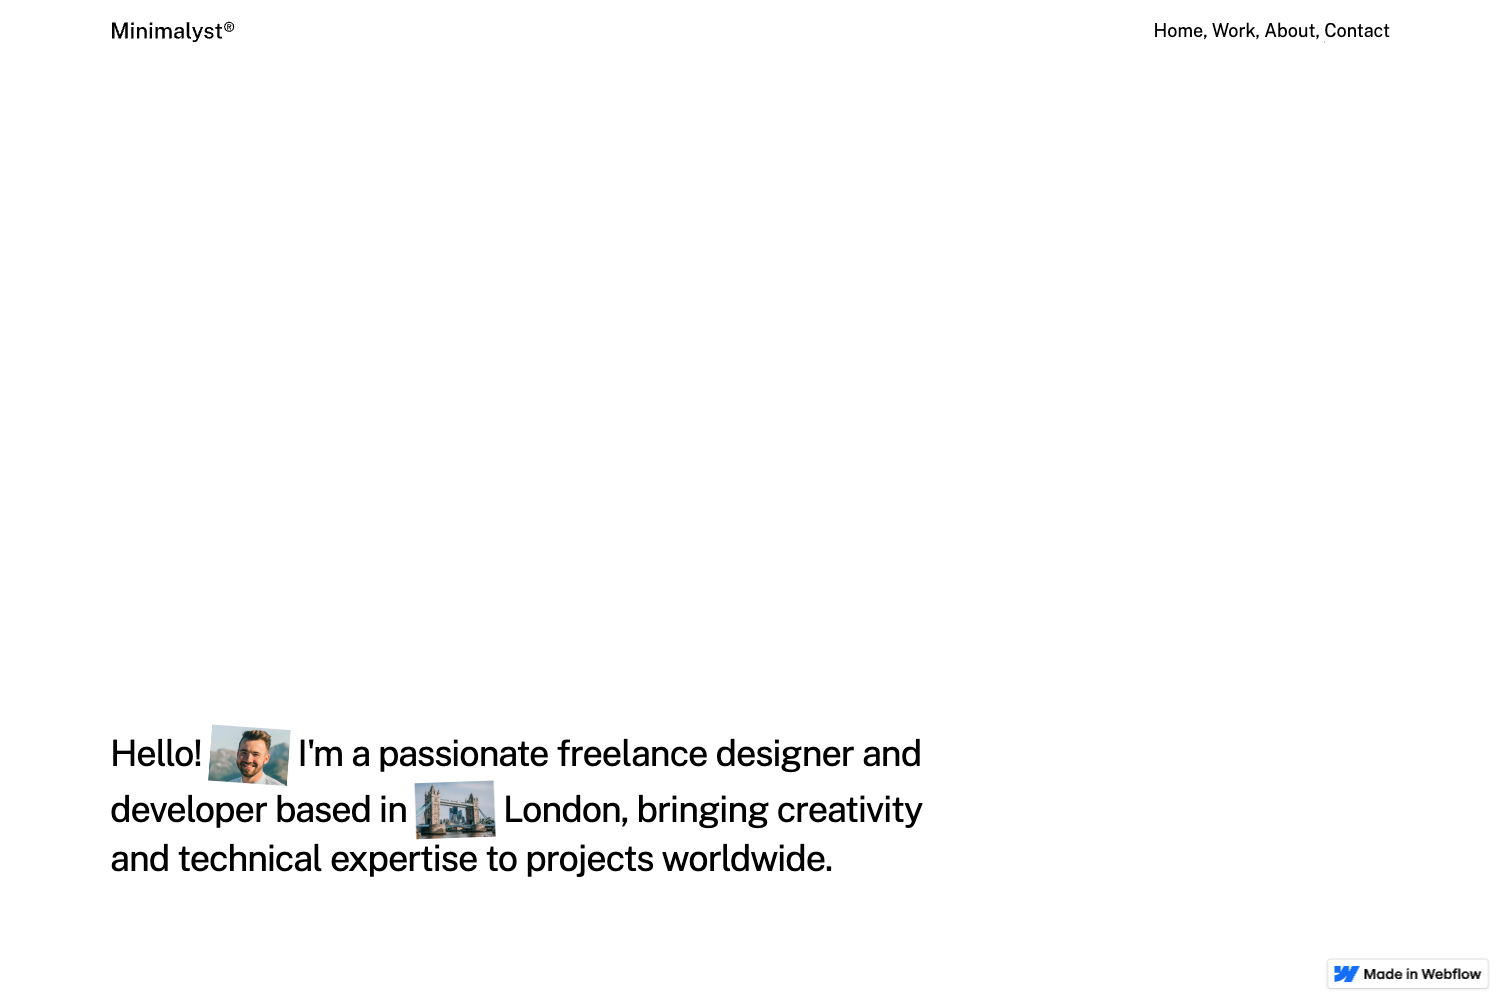 Minimalyst®
Home, Work, About, Contact
Hello! I'm a passionate freelance designer and
developer based in London, bringing creativity
and technical expertise to projects worldwide.
Made in Webflow